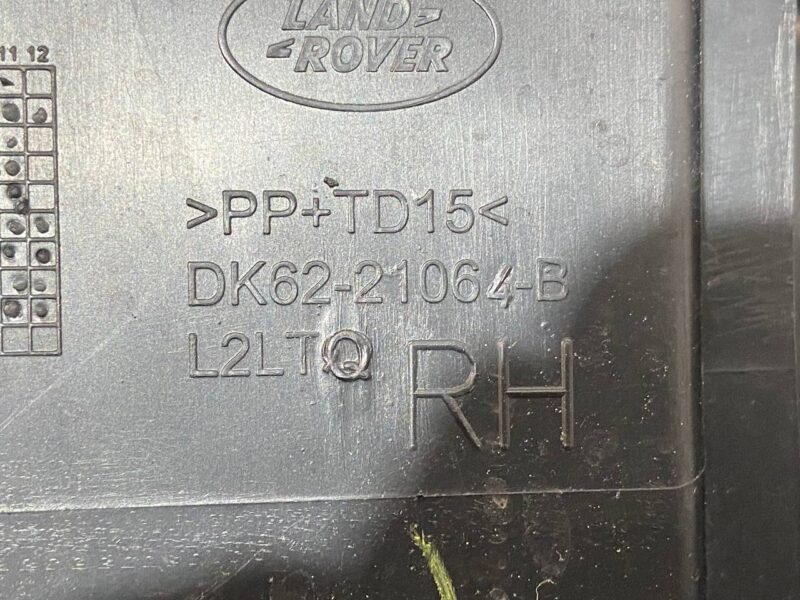 LAND
ROVER
11 12
>PP+TD15<
DK62-21064-B
L2LTQ
RH